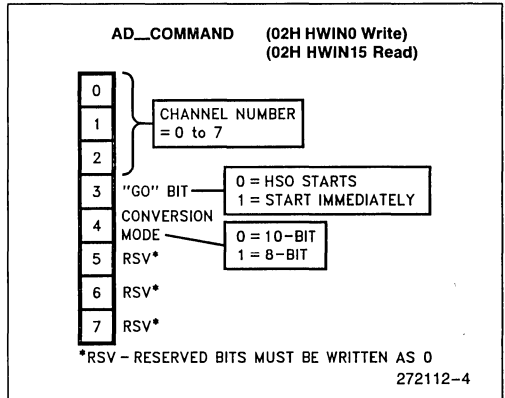 AD__COMMAND (02H HWIN0 Write)
(02H HWIN15 Read)
0
1
2
CHANNEL NUMBER
= 0 to 7
3 "GO" BIT
0 = HSO STARTS
1 = START IMMEDIATELY
4 CONVERSION
MODE
0 = 10-BIT
1 = 8-BIT
5 RSV*
6 RSV*
7 RSV*
*RSV – RESERVED BITS MUST BE WRITTEN AS 0
272112-4